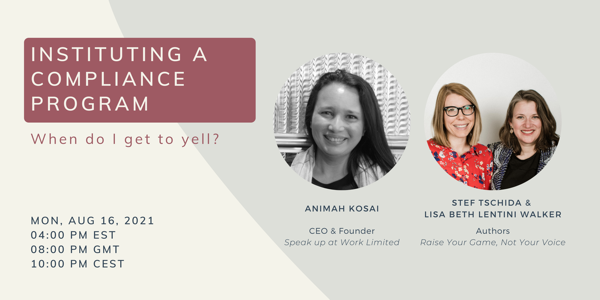 INSTITUTING A
COMPLIANCE
PROGRAM
When do I get to yell?
MON, AUG 16, 2021
04:00 PM EST
08:00 PM GMT
10:00 PM CEST
ANIMAH KOSAI
CEO & Founder
Speak up at Work Limited
STEF TSCHIDA &
LISA BETH LENTINI WALKER
Authors
Raise Your Game, Not Your Voice